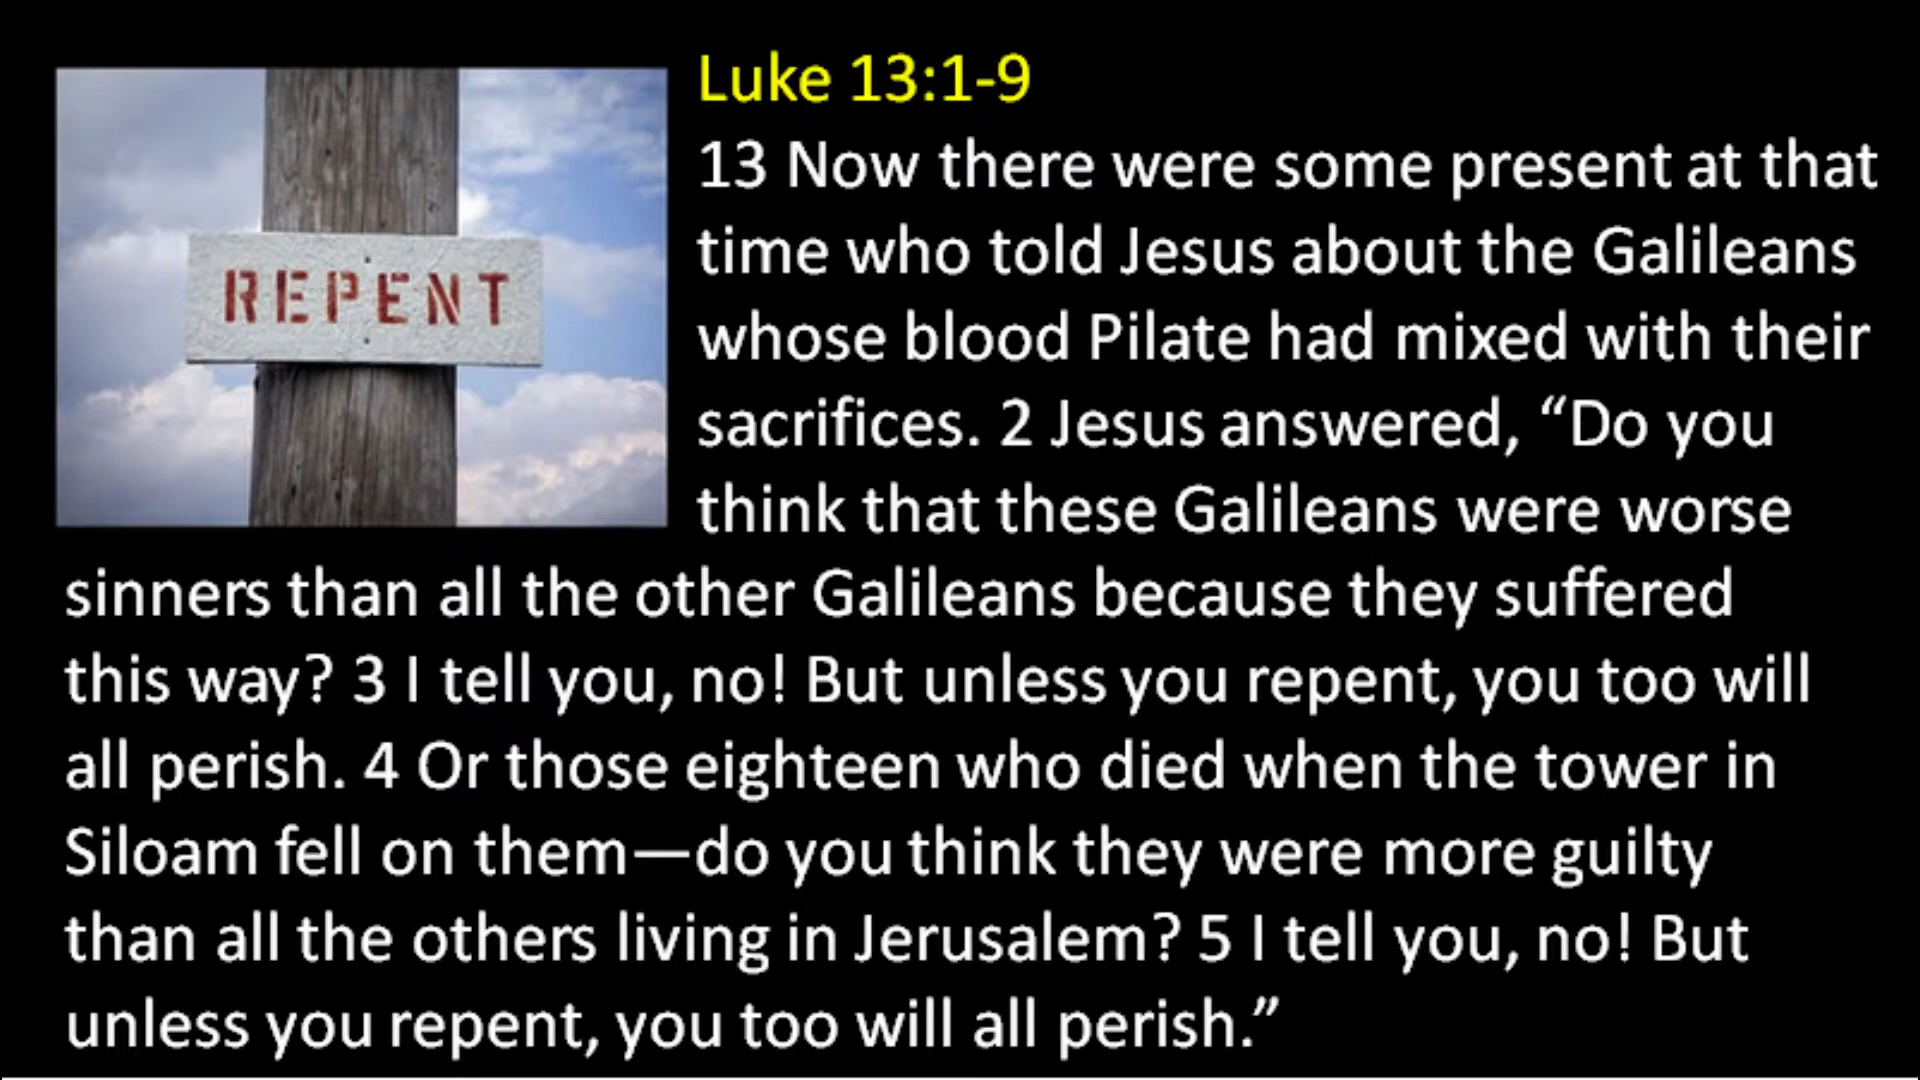 REPENT
Luke 13:1-9
13 Now there were some present at that
time who told Jesus about the Galileans
whose blood Pilate had mixed with their
sacrifices. 2 Jesus answered, “Do you
think that these Galileans were worse
sinners than all the other Galileans because they suffered
this way? 3 I tell you, no! But unless you repent, you too will
all perish. 4 Or those eighteen who died when the tower in
Siloam fell on them—do you think they were more guilty
than all the others living in Jerusalem? 5 I tell you, no! But
unless you repent, you too will all perish.”